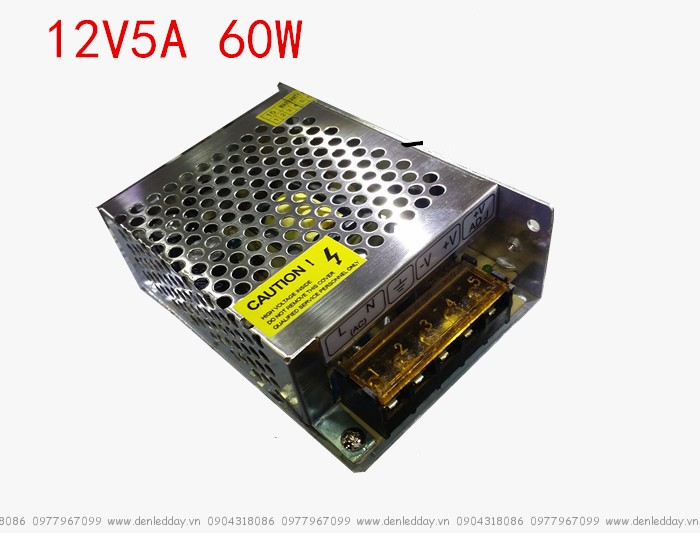 12V5A 60W
CAUTION !
HIGH VOLTAGE INSIDE
DO NOT REMOVE THIS COVER
QUALIFIED SERVICE PERSONNEL ONLY
L N -V +V +V
(AC) ADJ
1 2 3 4 5
8086 0977967099 www.denledday.vn 0904318086 0977967099 www.denledday.vn 0904318086 0977967099 www.denledday.vn